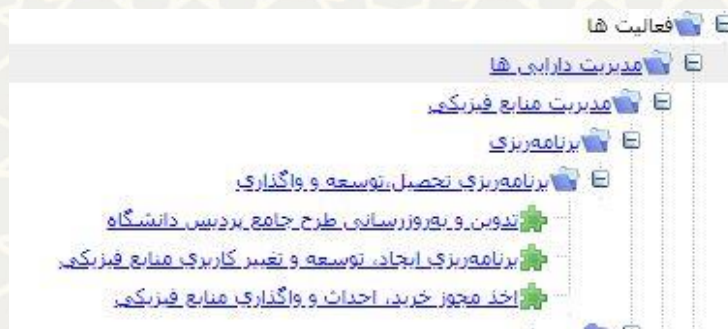 فعالیت ها
مدیریت دارایی ها
مدیریت منابع فیزیکی
برنامه‌ریزی
برنامه‌ریزی تحصیل،توسعه و واگذاری
تدوین و به‌روزرسانی طرح جامع پردیس دانشگاه
برنامه‌ریزی ایجاد، توسعه و تغییر کاربری منابع فیزیکی
اخذ مجوز خرید، احداث و واگذاری منابع فیزیکی